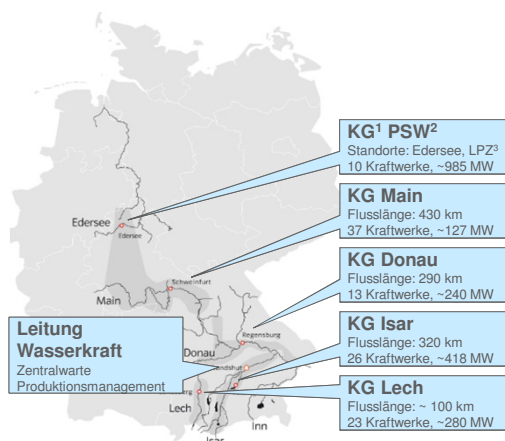 KG¹ PSW²
Standorte: Edersee, LPZ³
10 Kraftwerke, ~985 MW
KG Main
Flusslänge: 430 km
37 Kraftwerke, ~127 MW
Edersee
Edersee
Schweinfurt
Main
KG Donau
Flusslänge: 290 km
13 Kraftwerke, ~240 MW
Regensburg
Leitung
Wasserkraft
Zentralwarte
Produktionsmanagement
Donau
KG Isar
Flusslänge: 320 km
26 Kraftwerke, ~418 MW
KG Lech
Flusslänge: ~ 100 km
23 Kraftwerke, ~280 MW
Lech
Inn
Isar